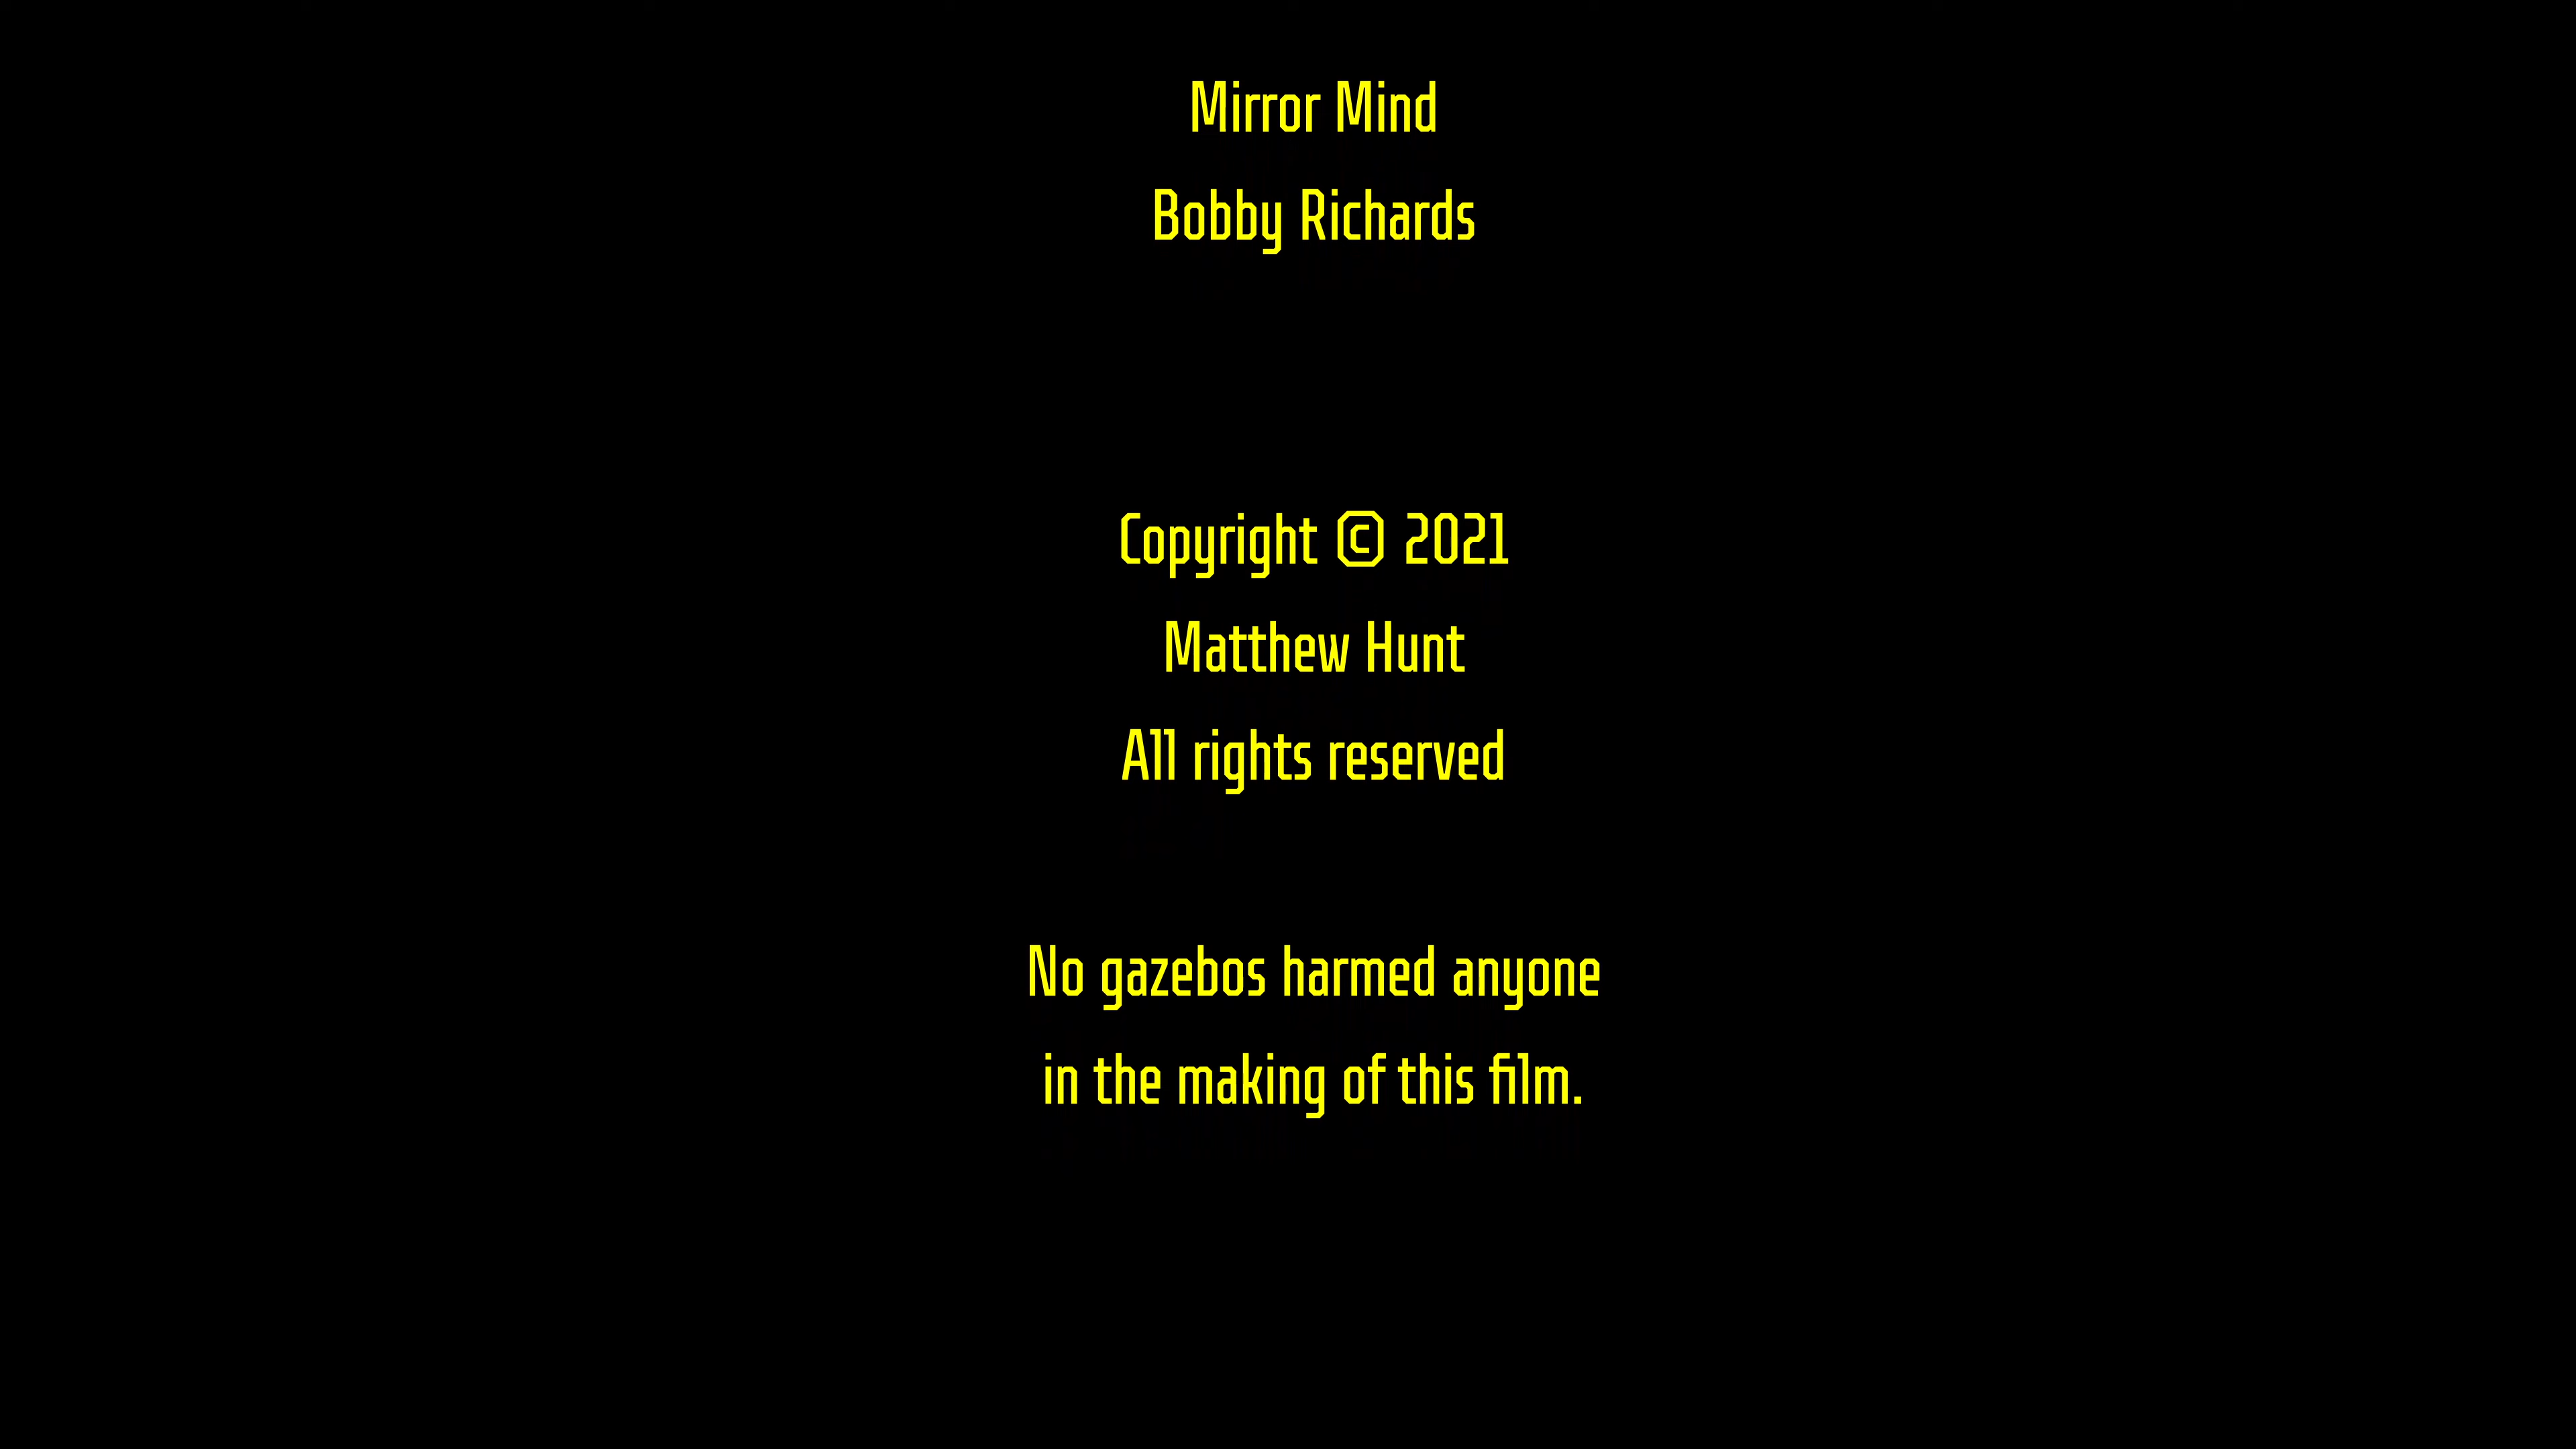 Mirror Mind
Bobby Richards
Copyright © 2021
Matthew Hunt
All rights reserved
No gazebos harmed anyone
in the making of this film.